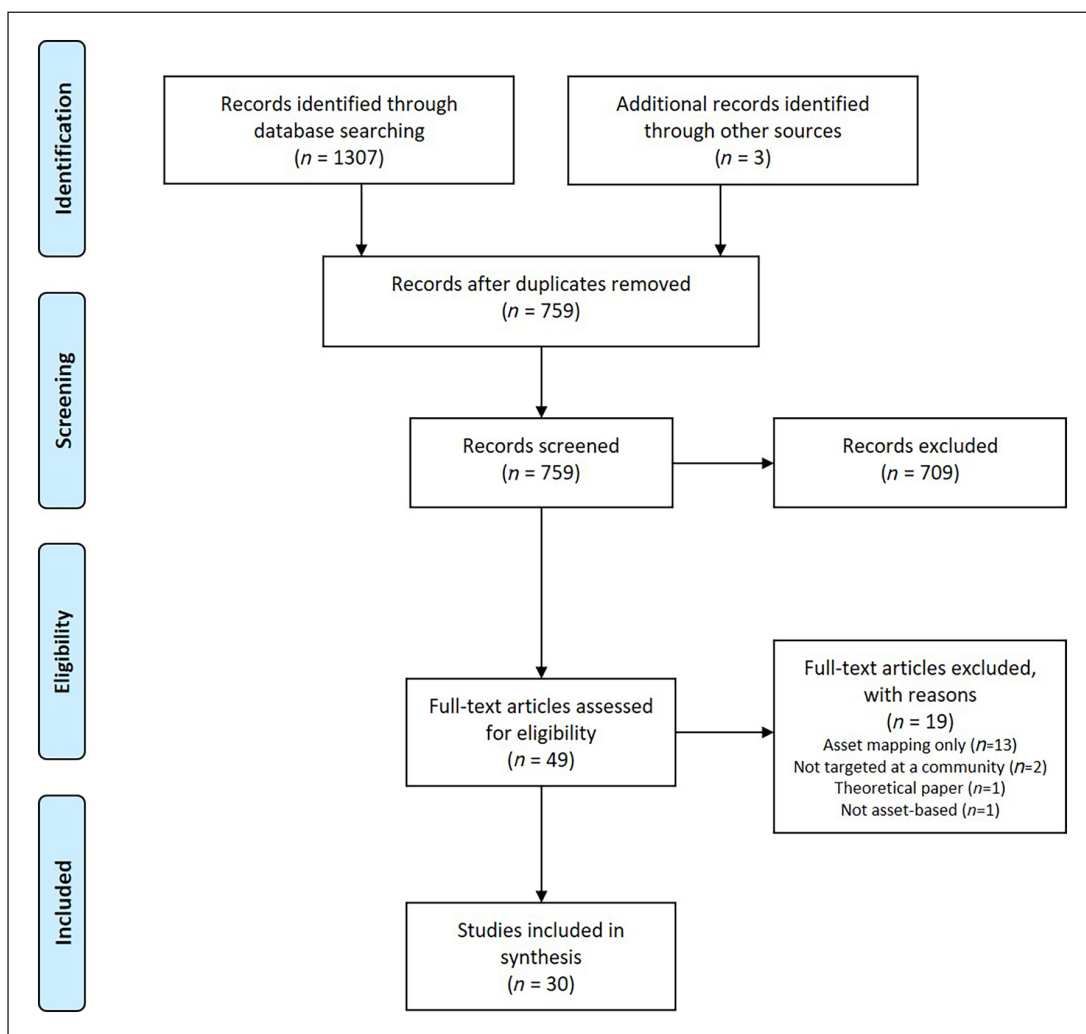 Identification
Records identified through
database searching
(n = 1307)
Additional records identified
through other sources
(n = 3)
Records after duplicates removed
(n = 759)
Screening
Records screened
(n = 759)
Records excluded
(n = 709)
Eligibility
Full-text articles assessed
for eligibility
(n = 49)
Full-text articles excluded,
with reasons
(n = 19)
Asset mapping only (n=13)
Not targeted at a community (n=2)
Theoretical paper (n=1)
Not asset-based (n=1)
Included
Studies included in
synthesis
(n = 30)